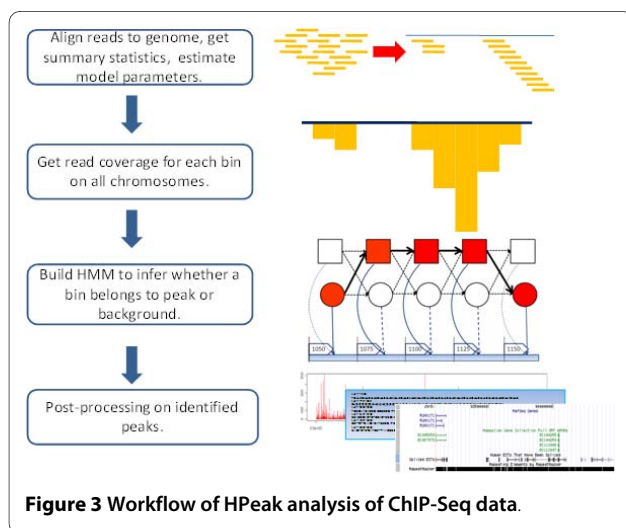 Align reads to genome, get
summary statistics, estimate
model parameters.
Get read coverage for each bin
on all chromosomes.
Build HMM to infer whether a
bin belongs to peak or
background.
1050 1075 1100 1125 1150
Post-processing on identified
peaks.
RefSeq Genes
Figure 3 Workflow of HPeak analysis of ChIP-Seq data.